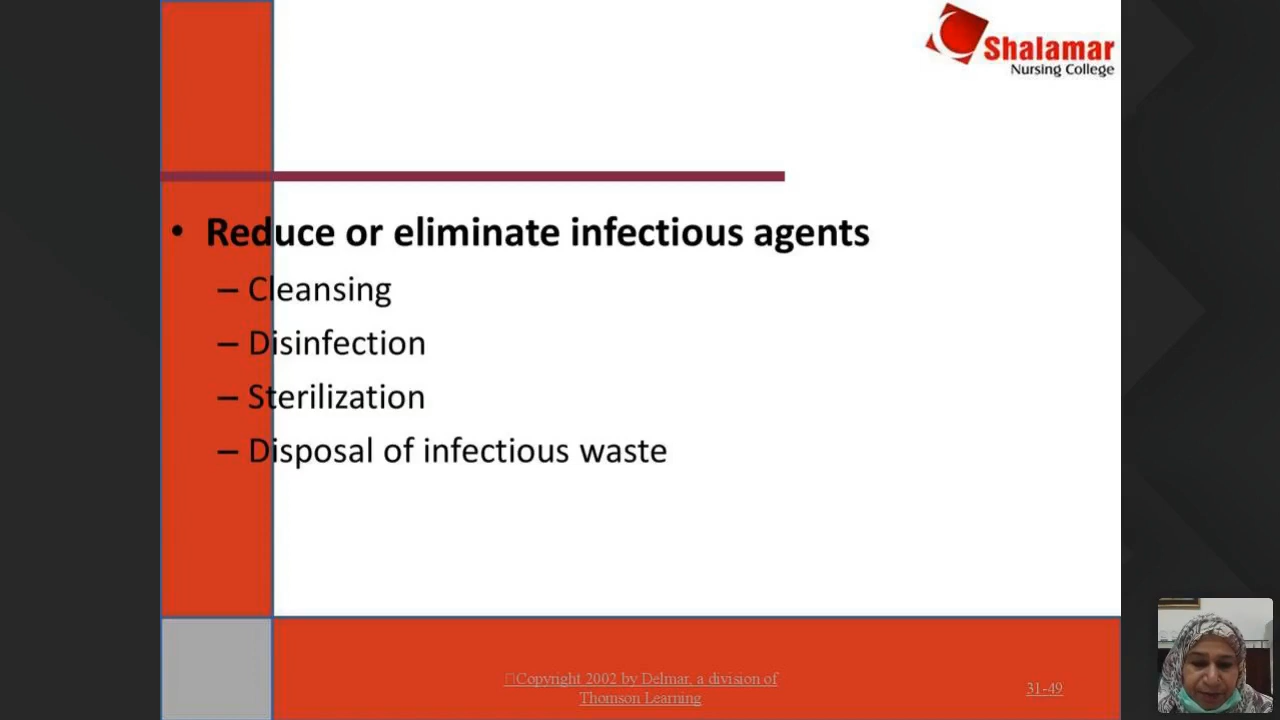 Shalamar
Nursing College
• Reduce or eliminate infectious agents
– Cleansing
– Disinfection
– Sterilization
– Disposal of infectious waste
Copyright 2002 by Delmar, a division of
Thomson Learning
31-49